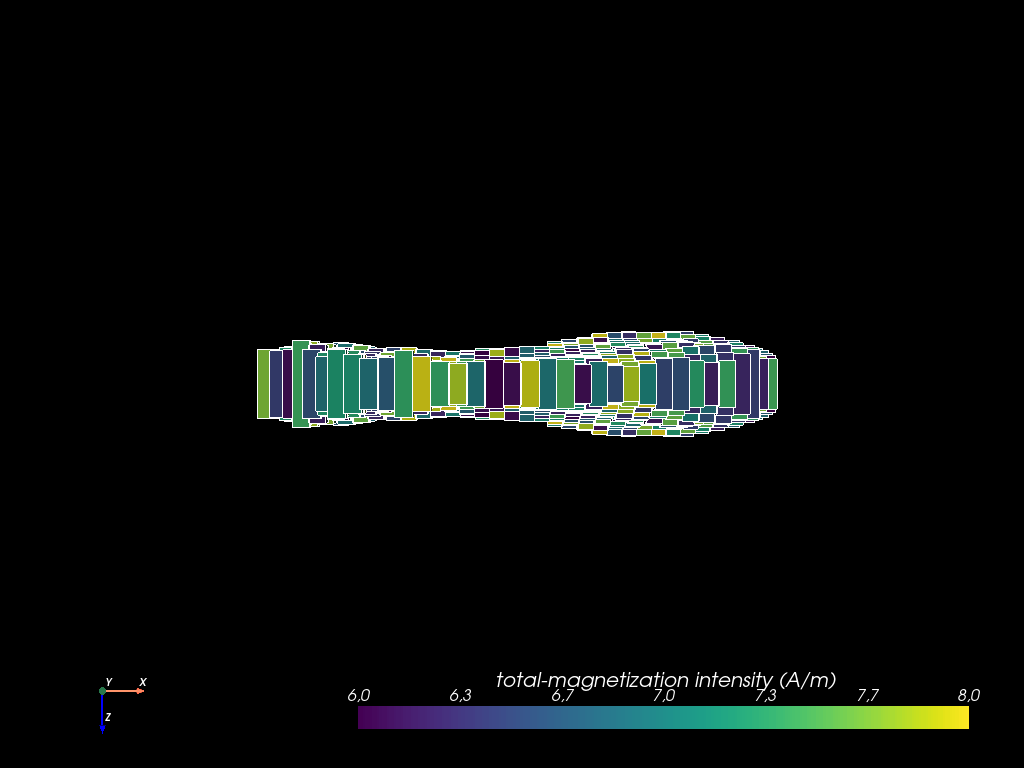 total-magnetization intensity (A/m)
6,0 6,3 6,7 7,0 7,3 7,7 8,0
Y X
Z